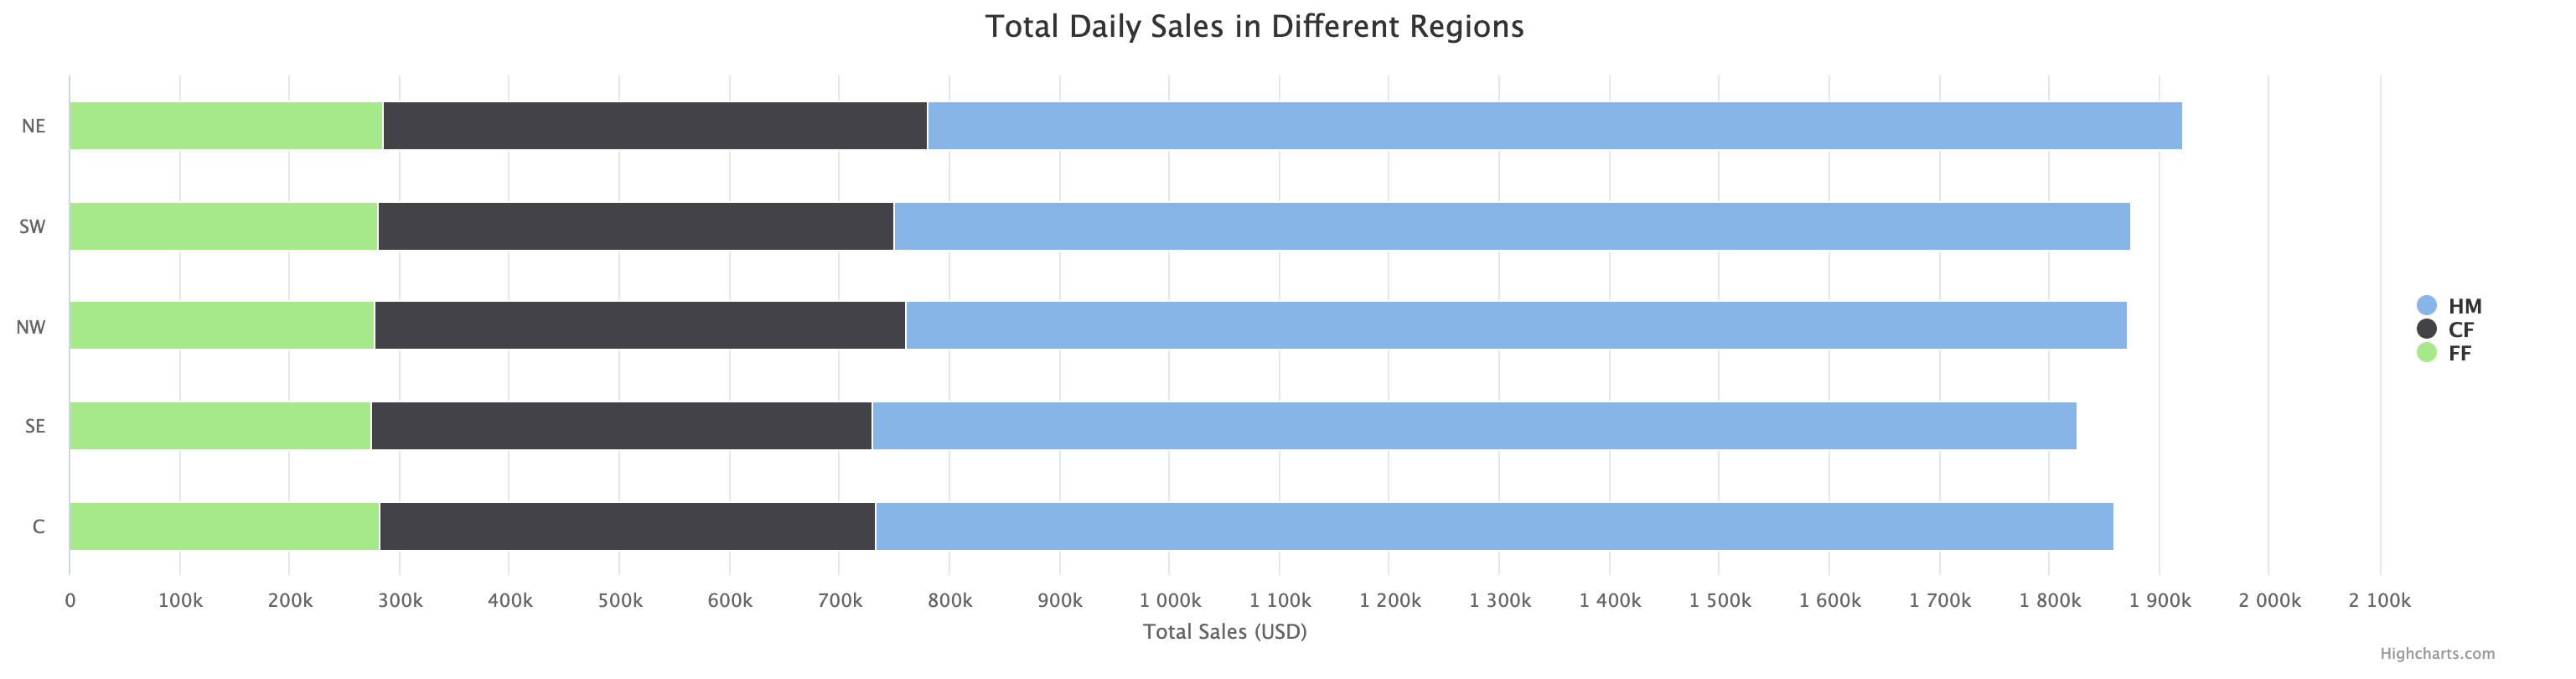 Total Daily Sales in Different Regions
NE
SW
NW
SE
C
0 100k 200k 300k 400k 500k 600k 700k 800k 900k 1 000k 1 100k 1 200k 1 300k 1 400k 1 500k 1 600k 1 700k 1 800k 1 900k 2 000k 2 100k
Total Sales (USD)
HM
CF
FF
Highcharts.com